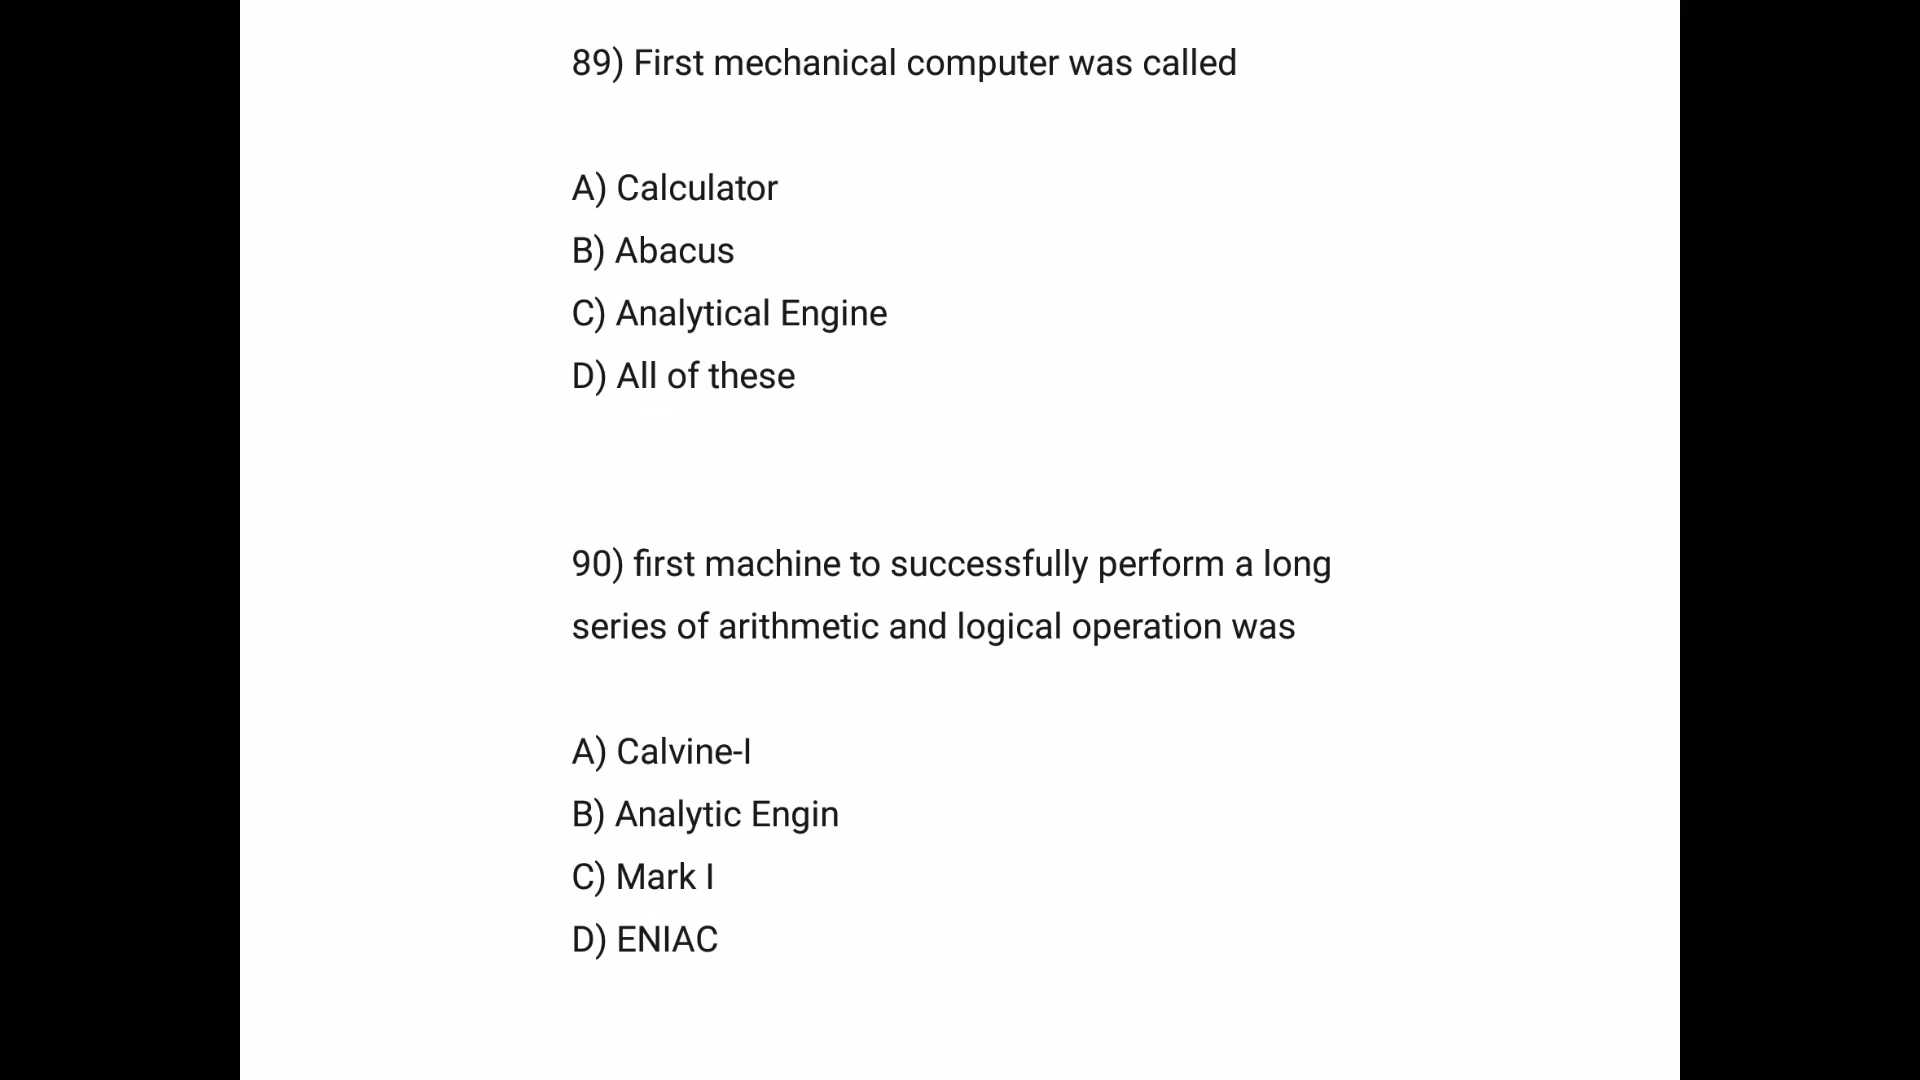 89) First mechanical computer was called
A) Calculator
B) Abacus
C) Analytical Engine
D) All of these
90) first machine to successfully perform a long
series of arithmetic and logical operation was
A) Calvine-I
B) Analytic Engin
C) Mark I
D) ENIAC